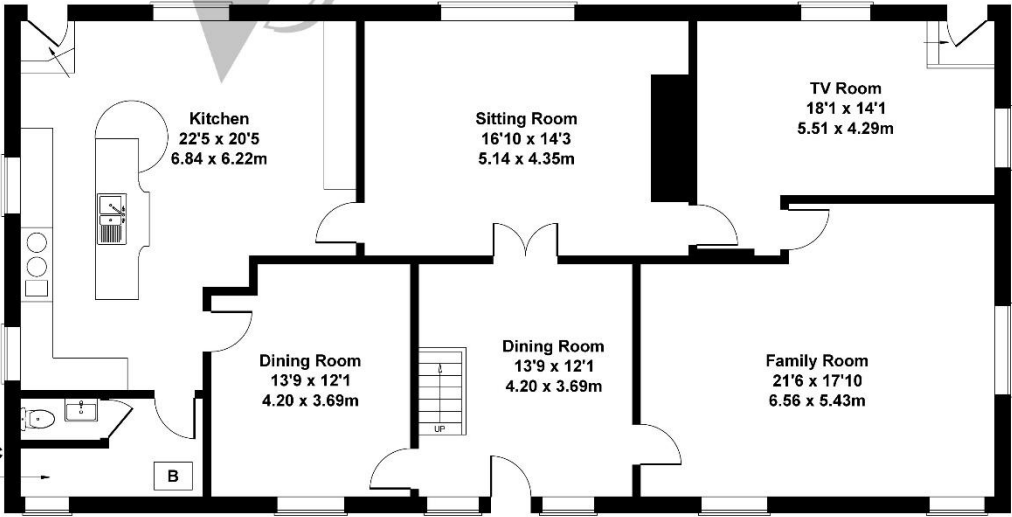 Kitchen
22'5 x 20'5
6.84 x 6.22m
Sitting Room
16'10 x 14'3
5.14 x 4.35m
TV Room
18'1 x 14'1
5.51 x 4.29m
Dining Room
13'9 x 12'1
4.20 x 3.69m
Dining Room
13'9 x 12'1
4.20 x 3.69m
Family Room
21'6 x 17'10
6.56 x 5.43m
UP
B